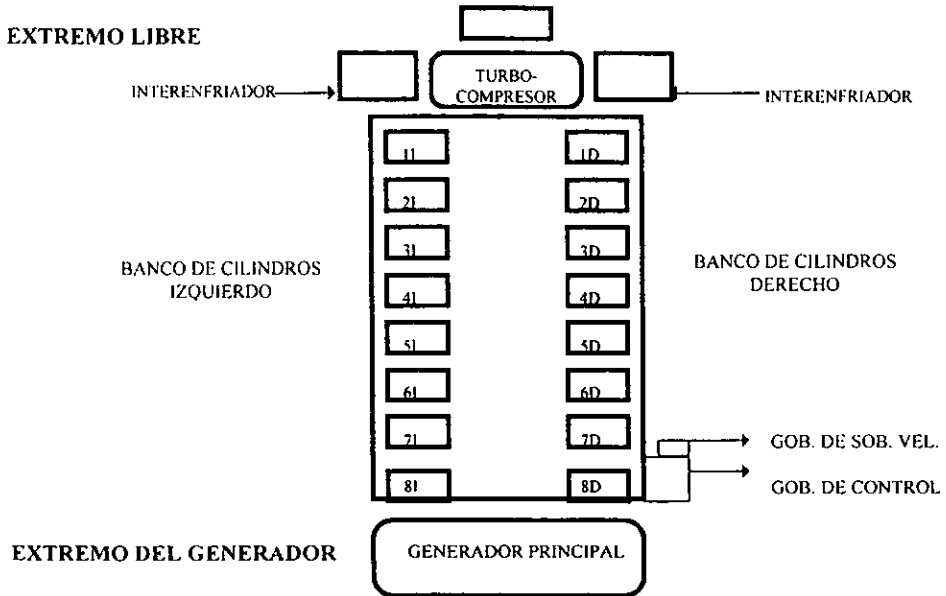 EXTREMO LIBRE
TURBO-
COMPRESOR
INTERENFRIADOR
INTERENFRIADOR
1I
1D
2I
2D
3I
3D
BANCO DE CILINDROS
IZQUIERDO
BANCO DE CILINDROS
DERECHO
4I
4D
5I
5D
6I
6D
7I
7D
GOB. DE SOB. VEL.
8I
8D
GOB. DE CONTROL
EXTREMO DEL GENERADOR
GENERADOR PRINCIPAL